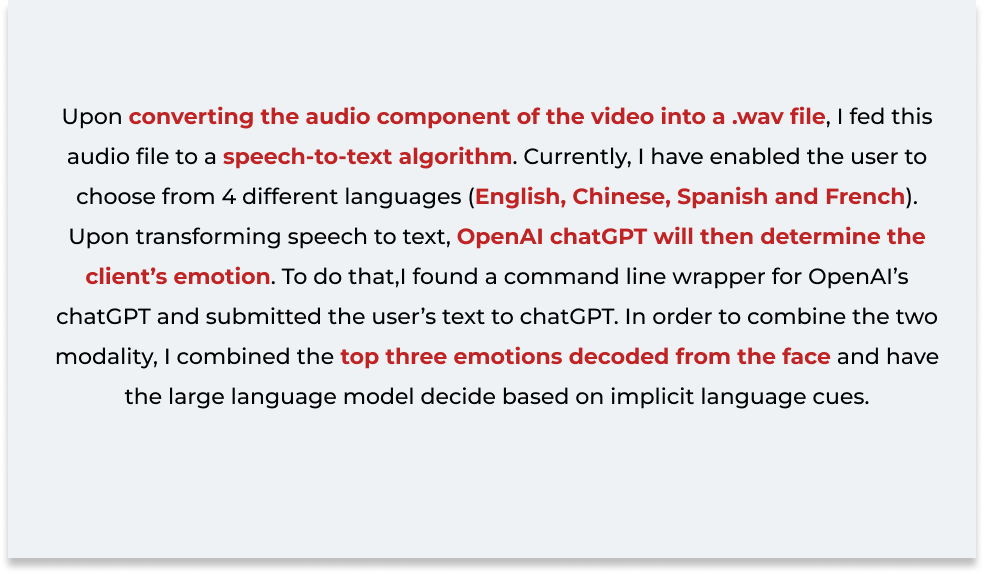 Upon converting the audio component of the video into a .wav file, I fed this
audio file to a speech-to-text algorithm. Currently, I have enabled the user to
choose from 4 different languages (English, Chinese, Spanish and French).
Upon transforming speech to text, OpenAI chatGPT will then determine the
client’s emotion. To do that,I found a command line wrapper for OpenAI’s
chatGPT and submitted the user’s text to chatGPT. In order to combine the two
modality, I combined the top three emotions decoded from the face and have
the large language model decide based on implicit language cues.